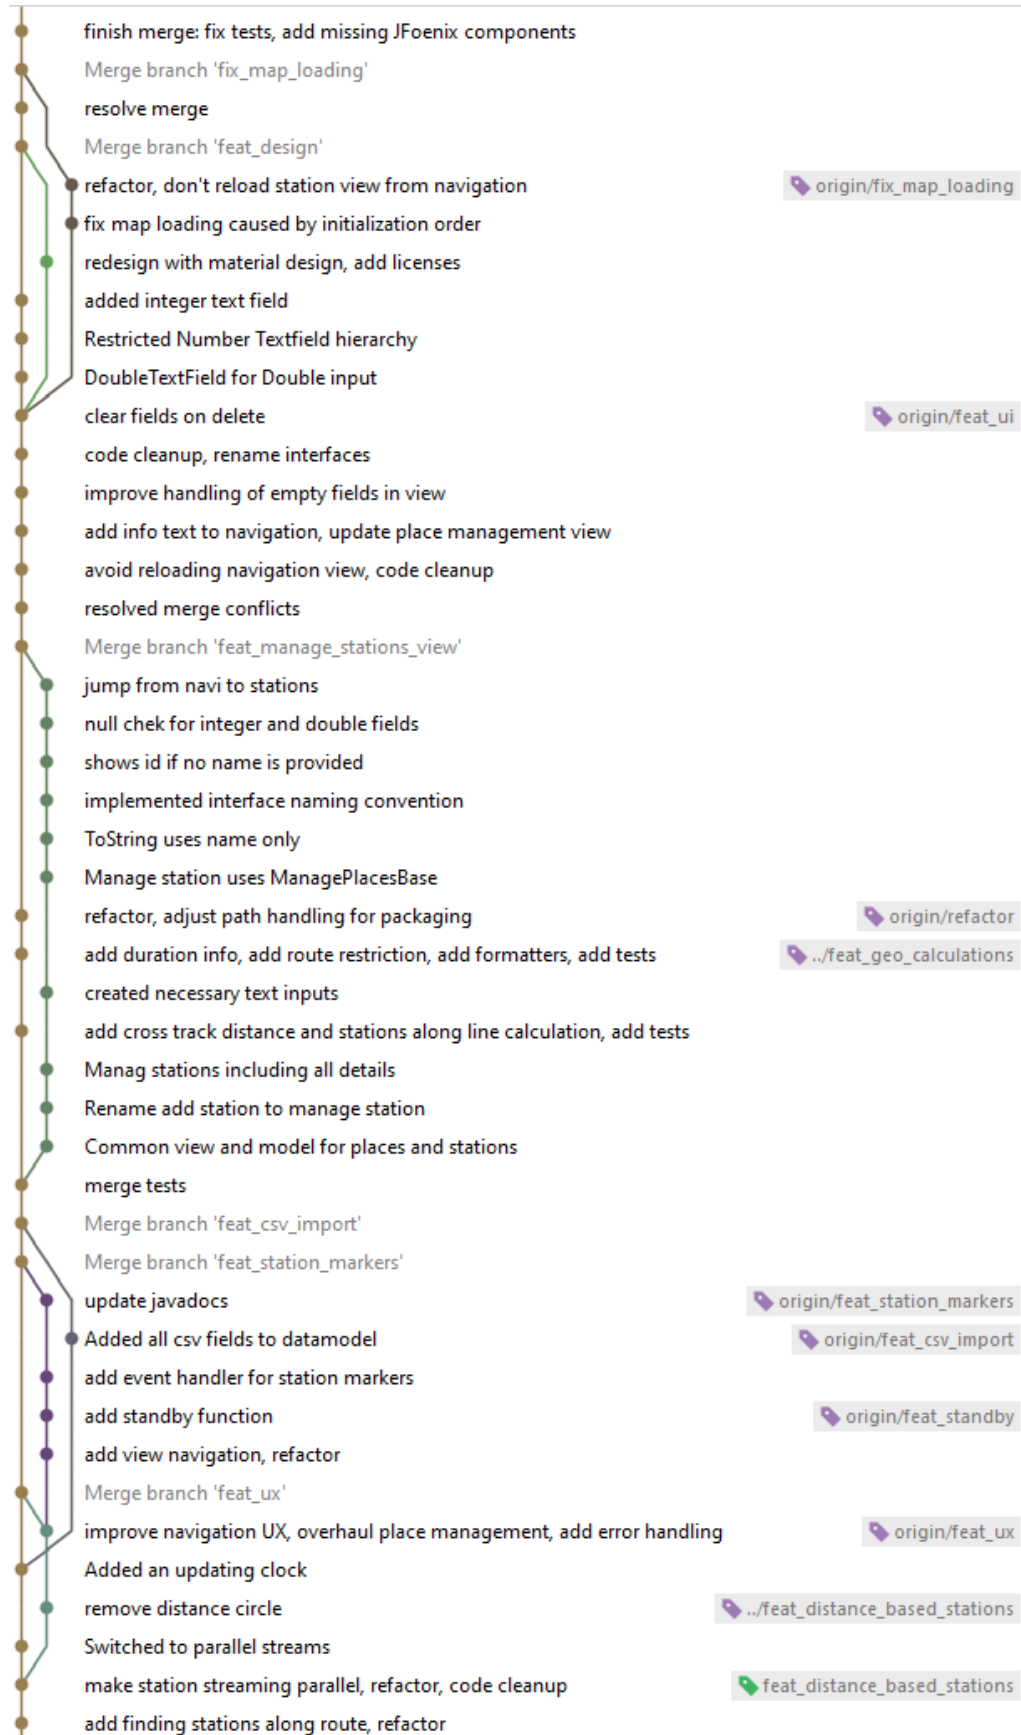 finish merge: fix tests, add missing JFoenix components
Merge branch 'fix_map_loading'
resolve merge
Merge branch 'feat_design'
refactor, don't reload station view from navigation origin/fix_map_loading
fix map loading caused by initialization order
redesign with material design, add licenses
added integer text field
Restricted Number Textfield hierarchy
DoubleTextField for Double input
clear fields on delete origin/feat_ui
code cleanup, rename interfaces
improve handling of empty fields in view
add info text to navigation, update place management view
avoid reloading navigation view, code cleanup
resolved merge conflicts
Merge branch 'feat_manage_stations_view'
jump from navi to stations
null chek for integer and double fields
shows id if no name is provided
implemented interface naming convention
ToString uses name only
Manage station uses ManagePlacesBase
refactor, adjust path handling for packaging origin/refactor
add duration info, add route restriction, add formatters, add tests ../feat_geo_calculations
created necessary text inputs
add cross track distance and stations along line calculation, add tests
Manag stations including all details
Rename add station to manage station
Common view and model for places and stations
merge tests
Merge branch 'feat_csv_import'
Merge branch 'feat_station_markers'
update javadocs origin/feat_station_markers
Added all csv fields to datamodel origin/feat_csv_import
add event handler for station markers
add standby function origin/feat_standby
add view navigation, refactor
Merge branch 'feat_ux'
improve navigation UX, overhaul place management, add error handling origin/feat_ux
Added an updating clock
remove distance circle ../feat_distance_based_stations
Switched to parallel streams
make station streaming parallel, refactor, code cleanup feat_distance_based_stations
add finding stations along route, refactor